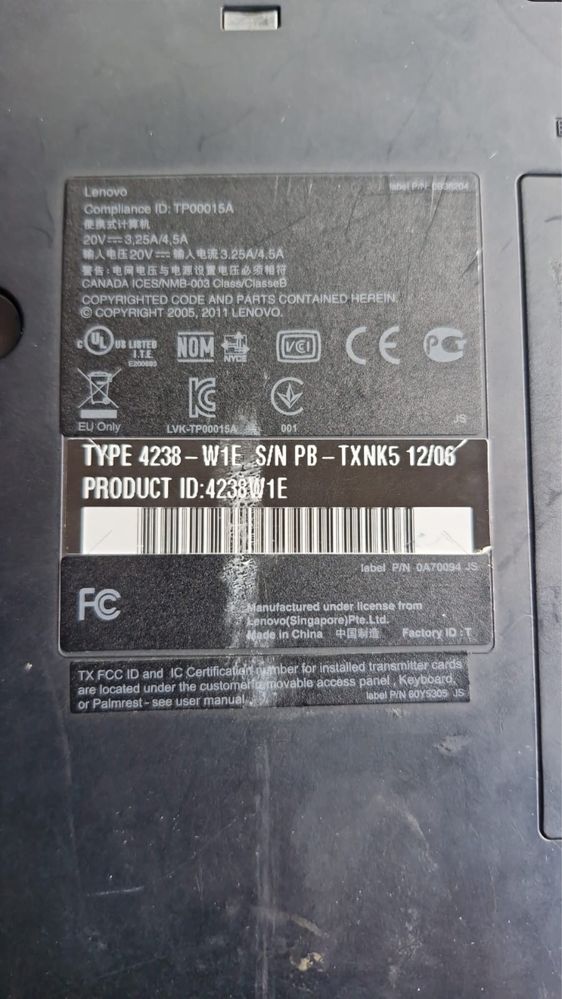 Lenovo
label P/N 0B36204
Compliance ID: TP00015A
便携式计算机
20V⎓3.25A/4.5A
输入电压20V⎓输入电流3.25A/4.5A
警告:电网电压与电源设置电压必须相符
CANADA ICES/NMB-003 Class/ClasseB
COPYRIGHTED CODE AND PARTS CONTAINED HEREIN.
© COPYRIGHT 2005, 2011 LENOVO.
C UL US LISTED
I.T.E.
E200693
NOM
NYCE
VCI
CE
EU Only
LVK-TP00015A
001
JS
TYPE 4238-W1E S/N PB-TXNK5 12/06
PRODUCT ID:4238W1E
label P/N 0A70094 JS
FC
Manufactured under license from
Lenovo(Singapore)Pte.Ltd.
Made in China 中国制造 Factory ID : T
TX FCC ID and IC Certification number for installed transmitter cards
are located under the customer removable access panel, Keyboard,
or Palmrest - see user manual.
label P/N 60Y5305 JS